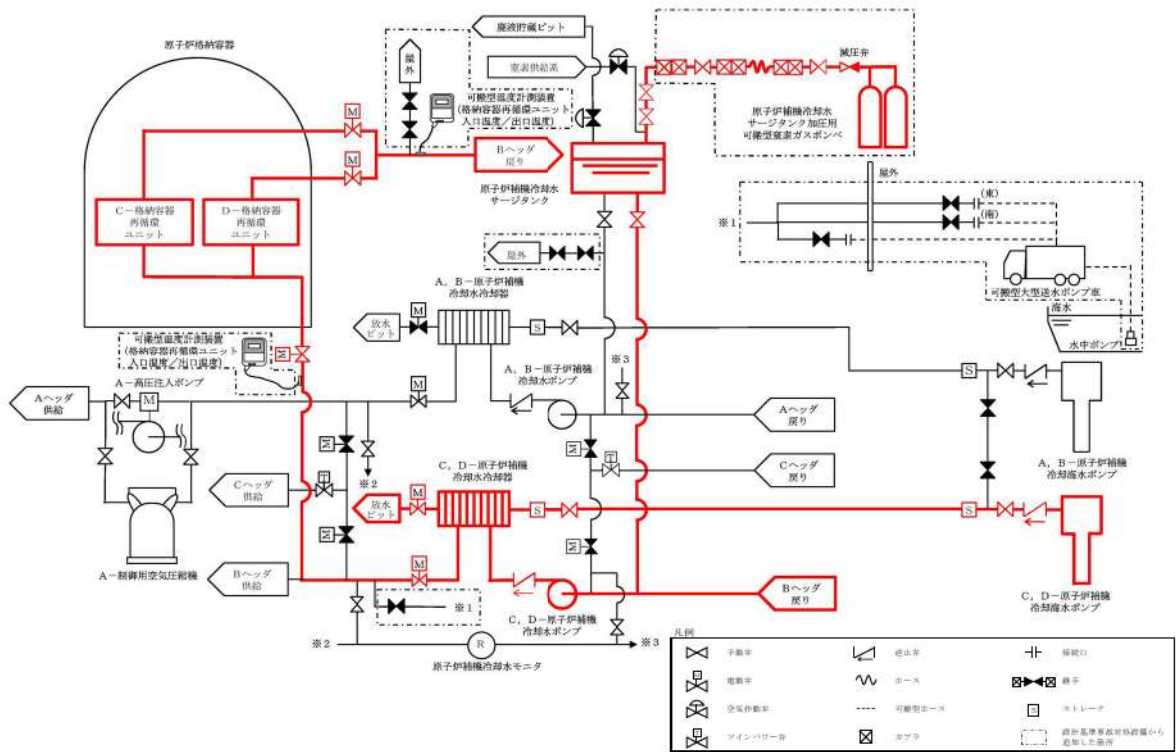 原子炉格納容器
屋外
可搬型温度計測装置
(格納容器再循環ユニット
入口温度/出口温度)
廃液貯蔵ピット
窒素供給系
減圧弁
原子炉補機冷却水
サージタンク加圧用
可搬型窒素ガスボンベ
M
M
Bヘッダ
戻り
原子炉補機冷却水
サージタンク
C-格納容器
再循環
ユニット
D-格納容器
再循環
ユニット
屋外
※1
(東)
(南)
可搬型大型送水ポンプ車
海水
水中ポンプ
屋外
A,B-原子炉補機
冷却水冷却器
放水
ピット
M
S
可搬型温度計測装置
(格納容器再循環ユニット
入口温度/出口温度)
M
A-高圧注入ポンプ
Aヘッダ
供給
M
M
A,B-原子炉補機
冷却水ポンプ
※3
S
Aヘッダ
戻り
M
M
Cヘッダ
戻り
T
A,B-原子炉補機
冷却海水ポンプ
Cヘッダ
供給
T
※2
C,D-原子炉補機
冷却水冷却器
放水
ピット
M
S
S
M
M
A-制御用空気圧縮機
Bヘッダ
供給
M
※1
C,D-原子炉補機
冷却水ポンプ
Bヘッダ
戻り
C,D-原子炉補機
冷却海水ポンプ
※2
R
※3
原子炉補機冷却水モニタ
凡例
手動弁
逆止弁
接続口
電動弁
ホース
継手
空気作動弁
可搬型ホース
S
ストレーナ
T
ツインパワー弁
カプラ
設計基準事故対処設備から
追加した箇所